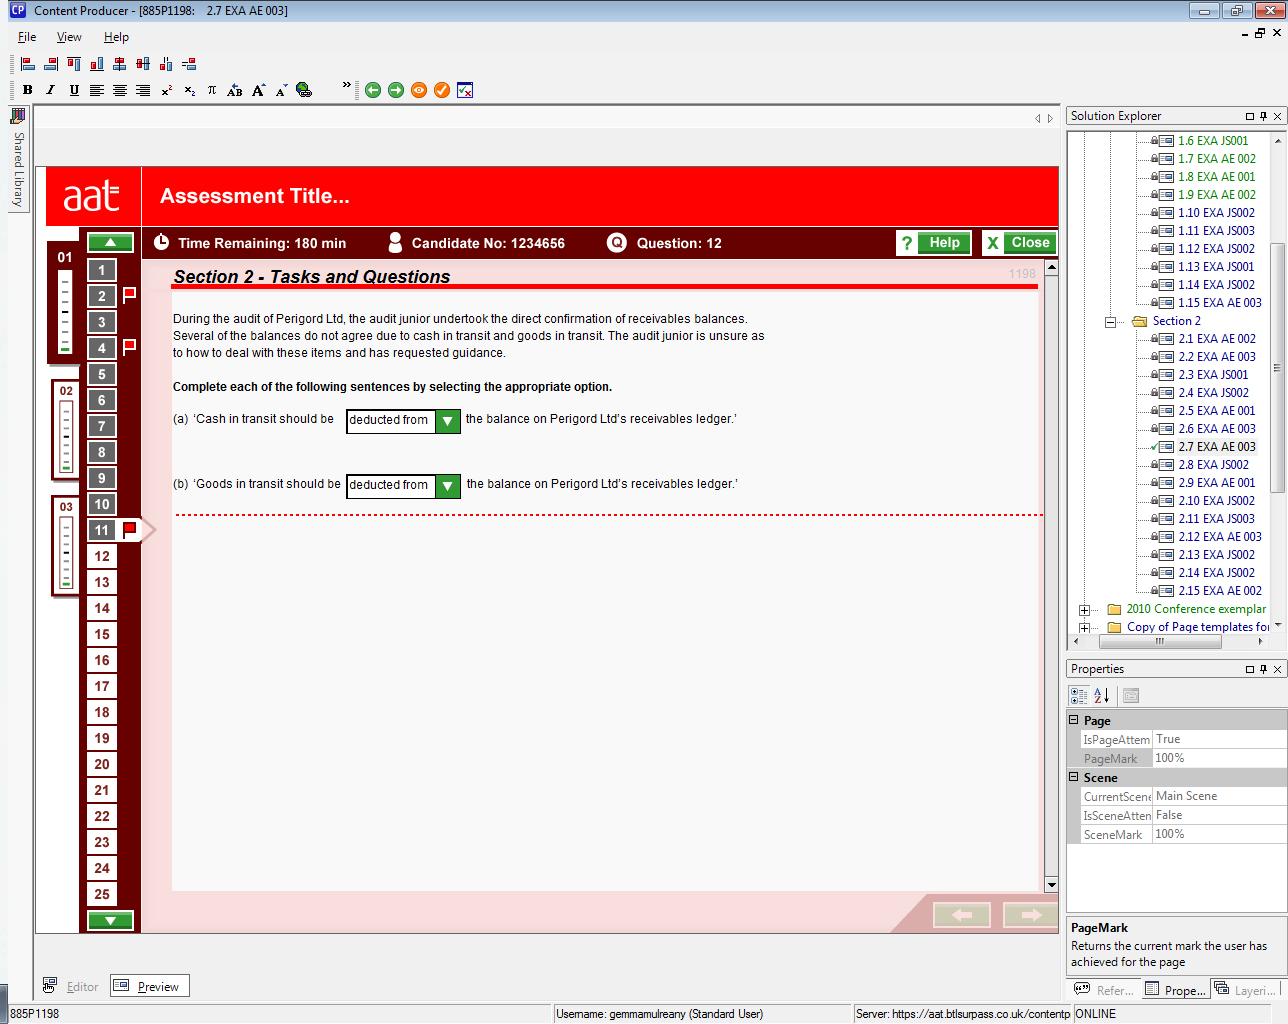 Content Producer - [885P1198: 2.7 EXA AE 003]
File View Help
B I U x² x₂ π AB A A
Shared Library
aat
Assessment Title...
Time Remaining: 180 min Candidate No: 1234656 Question: 12 ? Help X Close
01
02
03
1
2
3
4
5
6
7
8
9
10
11
12
13
14
15
16
17
18
19
20
21
22
23
24
25
Section 2 - Tasks and Questions 1198
During the audit of Perigord Ltd, the audit junior undertook the direct confirmation of receivables balances.
Several of the balances do not agree due to cash in transit and goods in transit. The audit junior is unsure as
to how to deal with these items and has requested guidance.
Complete each of the following sentences by selecting the appropriate option.
(a) ‘Cash in transit should be deducted from the balance on Perigord Ltd’s receivables ledger.’
(b) ‘Goods in transit should be deducted from the balance on Perigord Ltd’s receivables ledger.’
Editor Preview
Solution Explorer
1.6 EXA JS001
1.7 EXA AE 002
1.8 EXA AE 001
1.9 EXA AE 002
1.10 EXA JS002
1.11 EXA JS003
1.12 EXA JS002
1.13 EXA JS001
1.14 EXA JS002
1.15 EXA AE 003
Section 2
2.1 EXA AE 002
2.2 EXA AE 003
2.3 EXA JS001
2.4 EXA JS002
2.5 EXA AE 001
2.6 EXA AE 003
2.7 EXA AE 003
2.8 EXA JS002
2.9 EXA AE 001
2.10 EXA JS002
2.11 EXA JS003
2.12 EXA AE 003
2.13 EXA JS002
2.14 EXA JS002
2.15 EXA AE 002
2010 Conference exemplar
Copy of Page templates for
Properties
Page
IsPageAttem True
PageMark 100%
Scene
CurrentScene Main Scene
IsSceneAtten False
SceneMark 100%
PageMark
Returns the current mark the user has
achieved for the page
Refer... Prope... Layeri...
885P1198 Username: gemmamulreany (Standard User) Server: https://aat.btlsurpass.co.uk/contentp ONLINE